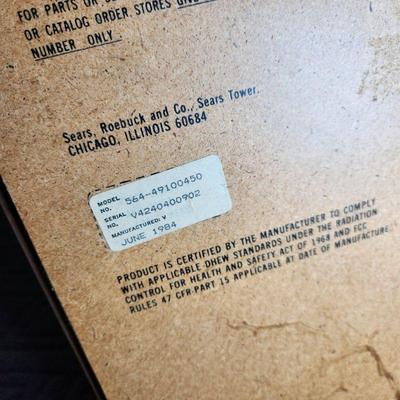 FOR PARTS OR
OR CATALOG ORDER STORES
NUMBER ONLY.
Sears, Roebuck and Co., Sears Tower.
CHICAGO, ILLINOIS 60684
MODEL NO. 564-49100450
SERIAL NO. V4240400902
MANUFACTURED: V
JUNE 1984
PRODUCT IS CERTIFIED BY THE MANUFACTURER TO COMPLY
WITH APPLICABLE DHEW STANDARDS UNDER THE RADIATION
CONTROL FOR HEALTH AND SAFETY ACT OF 1968 AND FCC
RULES 47 CFR-PART 15 APPLICABLE AT DATE OF MANUFACTURE.